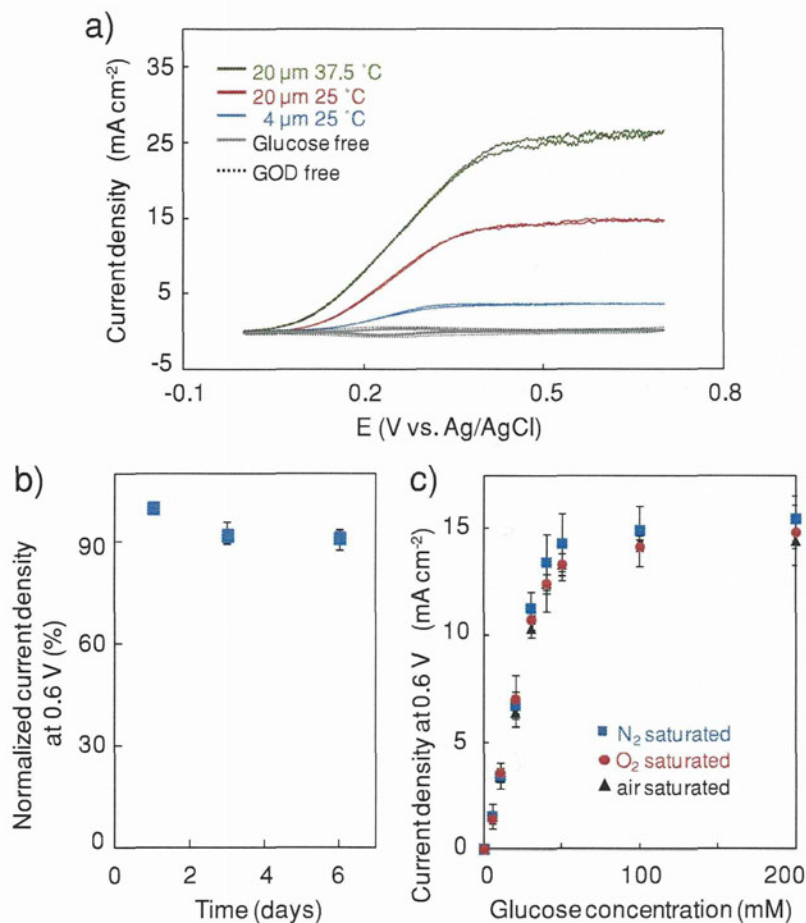 a)
35
25
15
5
-5
Current density (mA cm-2)
20 µm 37.5 ˚C
20 µm 25 ˚C
4 µm 25 ˚C
Glucose free
GOD free
-0.1
0.2
0.5
0.8
E (V vs. Ag/AgCl)
b)
90
60
30
0
Normalized current density
at 0.6 V (%)
0
2
4
6
Time (days)
c)
15
10
5
0
Current density at 0.6 V (mA cm-2)
N2 saturated
O2 saturated
air saturated
0
100
200
Glucose concentration (mM)